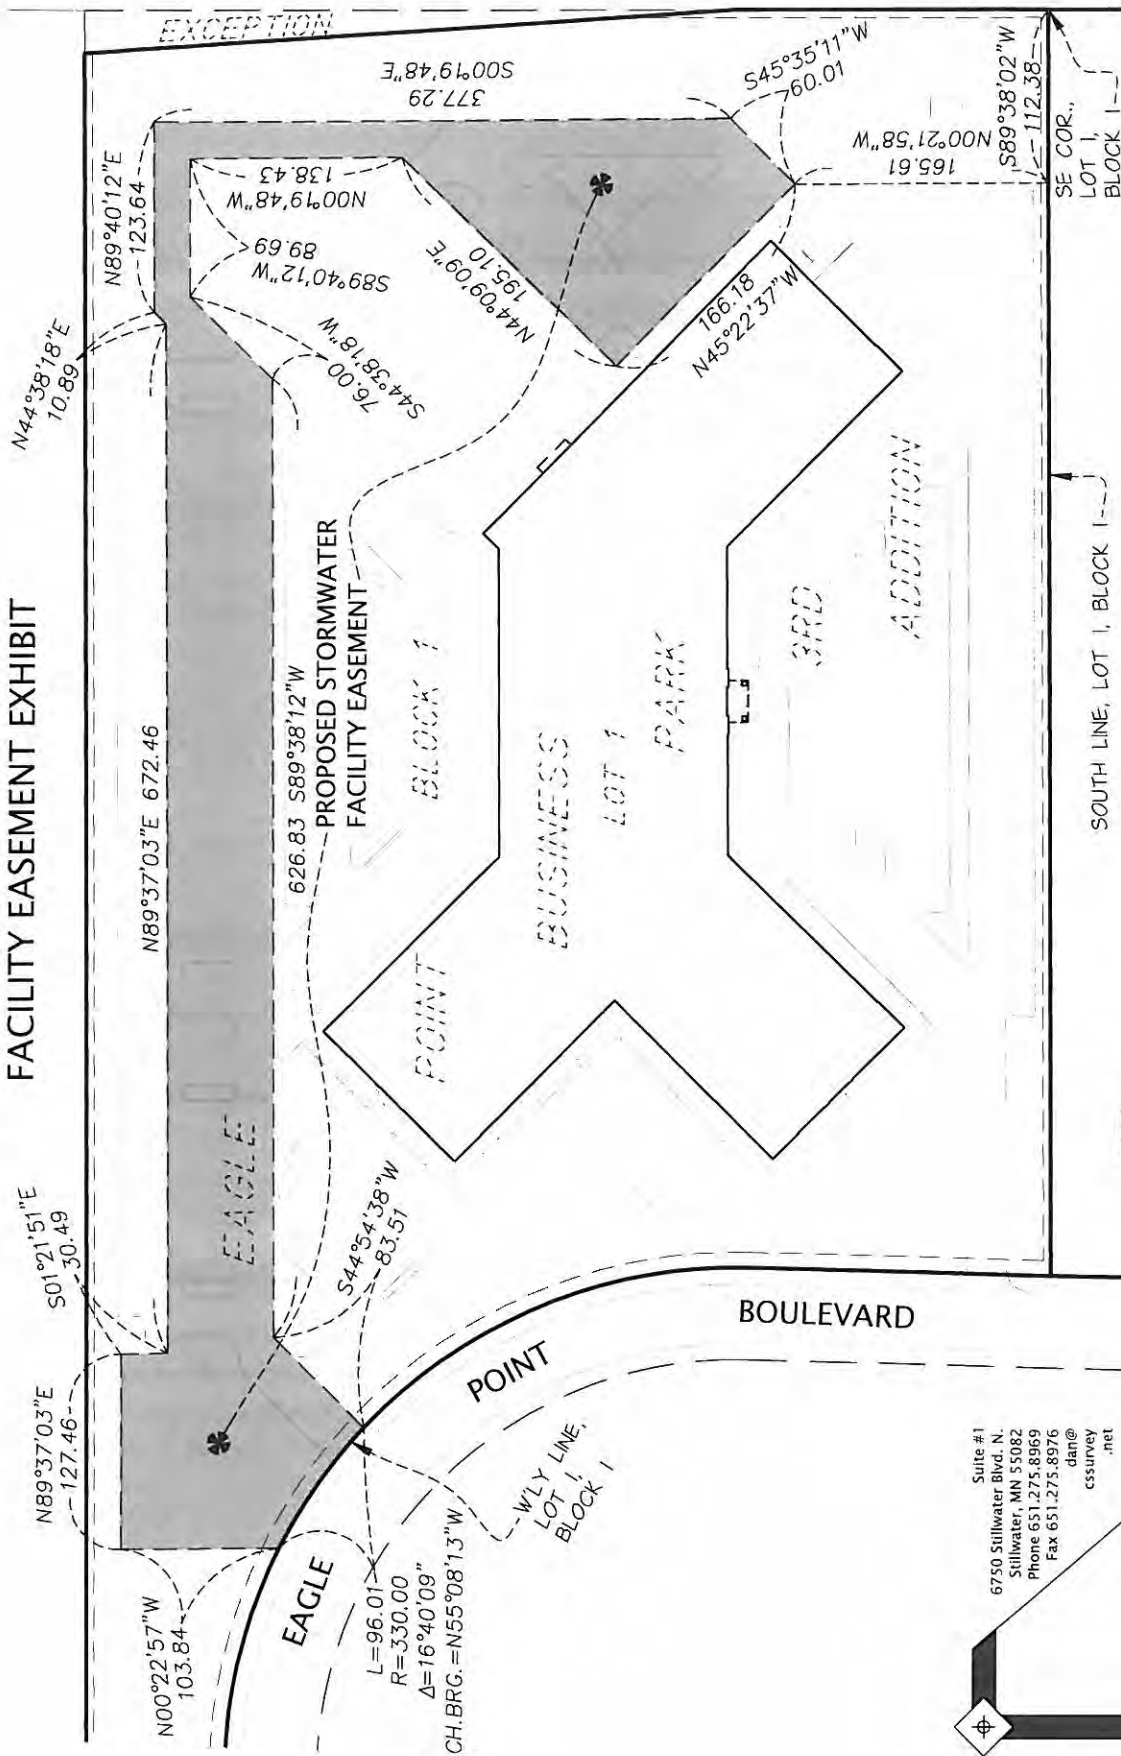 FACILITY EASEMENT EXHIBIT
EXCEPTION
S00°19'48"E
377.29
S45°35'11"W
60.01
N00°21'58"W
165.61
S89°38'02"W
112.38
SE COR.,
LOT 1,
BLOCK 1
N89°40'12"E
123.64
N00°19'48"W
138.43
S89°40'12"W
89.69
N44°38'18"E
10.89
S44°38'18"W
76.00
N44°09'09"E
195.10
166.18
N45°22'37"W
N89°37'03"E 672.46
626.83 S89°38'12"W
PROPOSED STORMWATER
FACILITY EASEMENT
BLOCK 1
EAGLE
POINT
BUSINESS
LOT 1
PARK
3RD
ADDITION
SOUTH LINE, LOT 1, BLOCK 1
S01°21'51"E
30.49
N89°37'03"E
127.46
N00°22'57"W
103.84
S44°54'38"W
83.51
L=96.01
R=330.00
Δ=16°40'09"
CH.BRG.=N55°08'13"W
W'LY LINE,
LOT 1,
BLOCK 1
EAGLE
POINT
BOULEVARD
Suite #1
6750 Stillwater Blvd. N.
Stillwater, MN 55082
Phone 651.275.8969
Fax 651.275.8976
dan@
cssurvey
.net